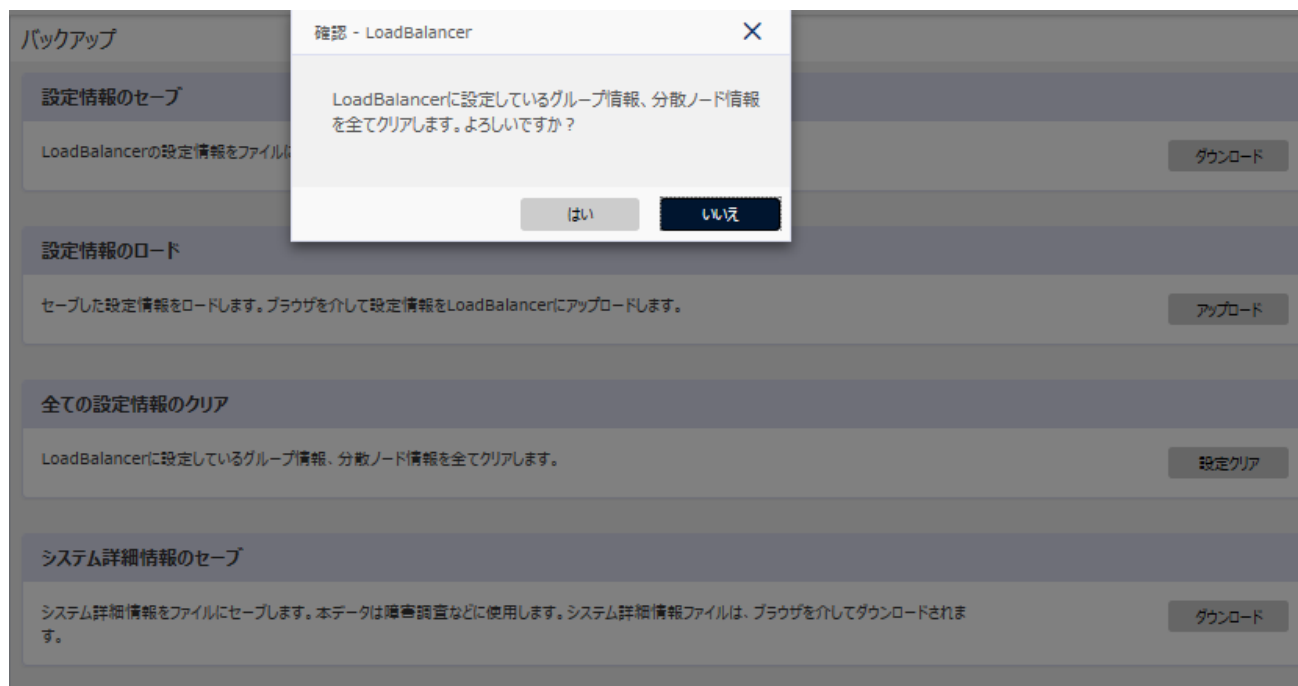 バックアップ
確認 - LoadBalancer
LoadBalancerに設定しているグループ情報、分散ノード情報
を全てクリアします。よろしいですか?
はい
いいえ
設定情報のセーブ
LoadBalancerの設定情報をファイルに
ダウンロード
設定情報のロード
セーブした設定情報をロードします。ブラウザを介して設定情報をLoadBalancerにアップロードします。
アップロード
全ての設定情報のクリア
LoadBalancerに設定しているグループ情報、分散ノード情報を全てクリアします。
設定クリア
システム詳細情報のセーブ
システム詳細情報をファイルにセーブします。本データは障害調査などに使用します。システム詳細情報ファイルは、ブラウザを介してダウンロードされま
す。
ダウンロード